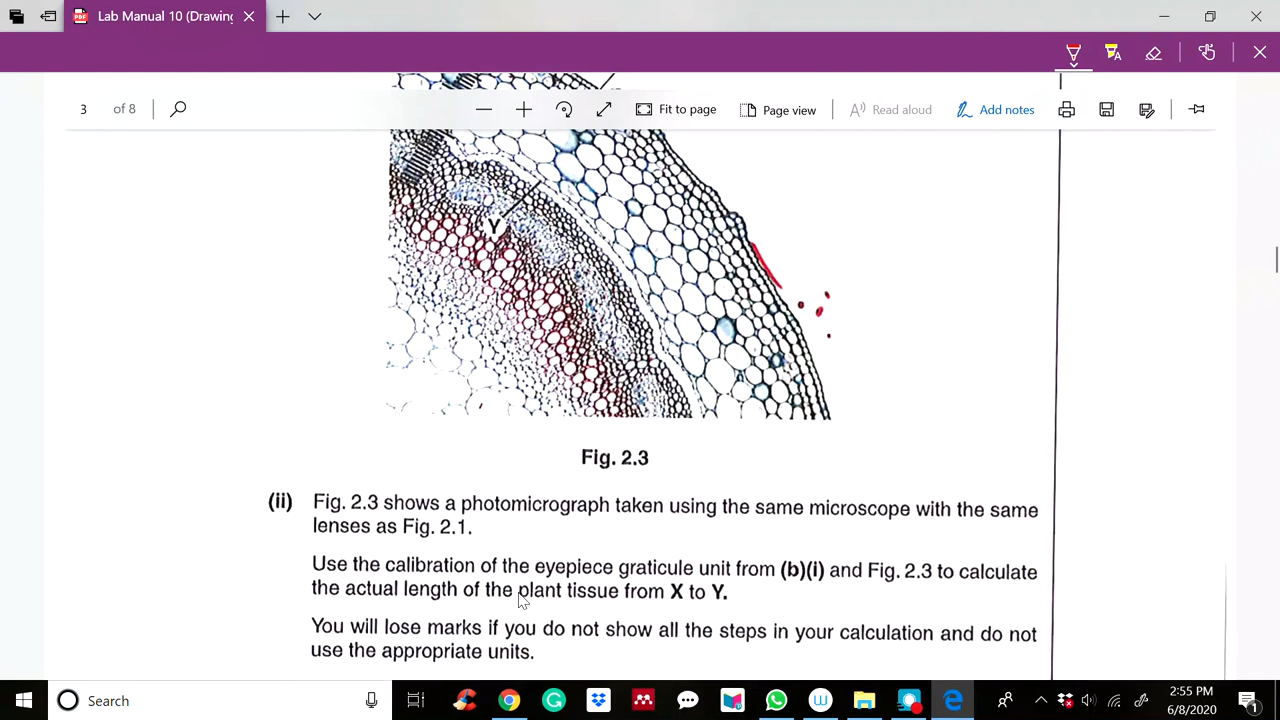 Lab Manual 10 (Drawing
3 of 8
Fit to page
Page view
Read aloud
Add notes
Y
Fig. 2.3
(ii) Fig. 2.3 shows a photomicrograph taken using the same microscope with the same
lenses as Fig. 2.1.
Use the calibration of the eyepiece graticule unit from (b)(i) and Fig. 2.3 to calculate
the actual length of the plant tissue from X to Y.
You will lose marks if you do not show all the steps in your calculation and do not
use the appropriate units.
Search
2:55 PM
6/8/2020
1